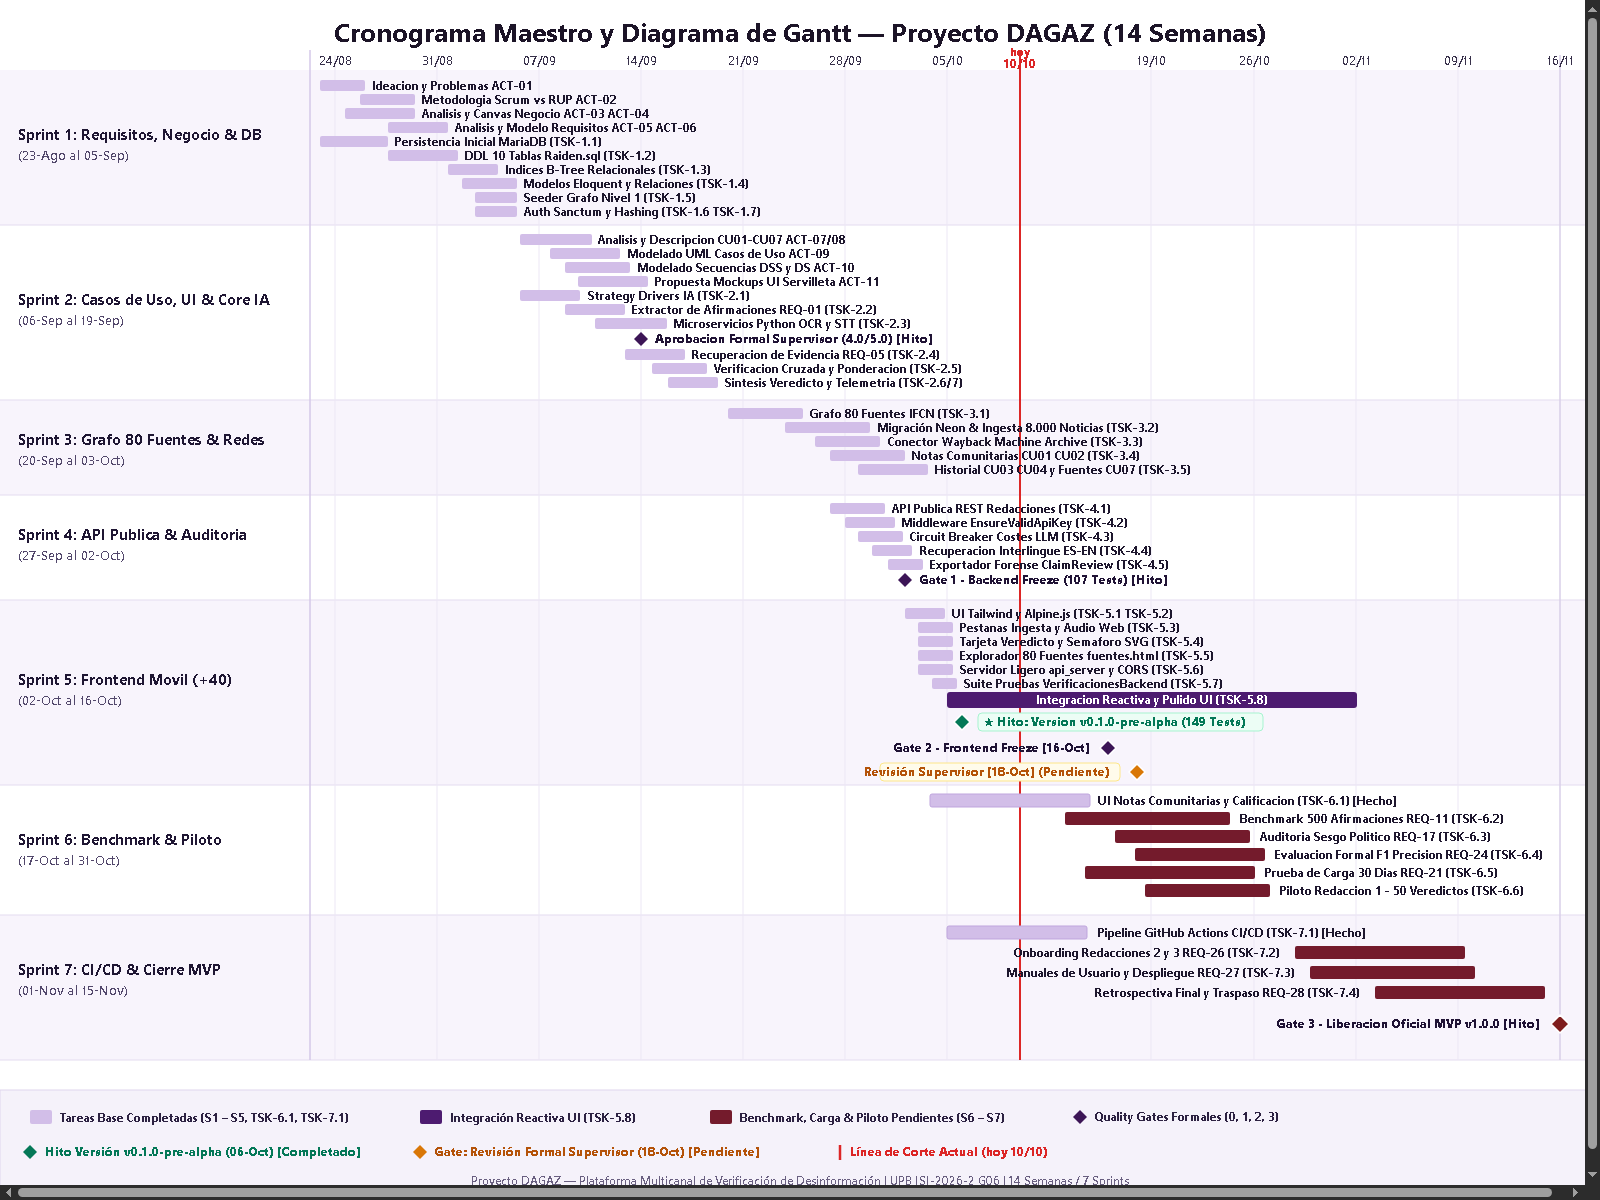 Cronograma Maestro y Diagrama de Gantt — Proyecto DAGAZ (14 Semanas)
24/08 31/08 07/09 14/09 21/09 28/09 05/10 hoy 10/10 19/10 26/10 02/11 09/11 16/11
Sprint 1: Requisitos, Negocio & DB
(23-Ago al 05-Sep)
Ideacion y Problemas ACT-01
Metodologia Scrum vs RUP ACT-02
Analisis y Canvas Negocio ACT-03 ACT-04
Analisis y Modelo Requisitos ACT-05 ACT-06
Persistencia Inicial MariaDB (TSK-1.1)
DDL 10 Tablas Raiden.sql (TSK-1.2)
Indices B-Tree Relacionales (TSK-1.3)
Modelos Eloquent y Relaciones (TSK-1.4)
Seeder Grafo Nivel 1 (TSK-1.5)
Auth Sanctum y Hashing (TSK-1.6 TSK-1.7)
Sprint 2: Casos de Uso, UI & Core IA
(06-Sep al 19-Sep)
Analisis y Descripcion CU01-CU07 ACT-07/08
Modelado UML Casos de Uso ACT-09
Modelado Secuencias DSS y DS ACT-10
Propuesta Mockups UI Servilleta ACT-11
Strategy Drivers IA (TSK-2.1)
Extractor de Afirmaciones REQ-01 (TSK-2.2)
Microservicios Python OCR y STT (TSK-2.3)
Aprobacion Formal Supervisor (4.0/5.0) [Hito]
Recuperacion de Evidencia REQ-05 (TSK-2.4)
Verificacion Cruzada y Ponderacion (TSK-2.5)
Sintesis Veredicto y Telemetria (TSK-2.6/7)
Sprint 3: Grafo 80 Fuentes & Redes
(20-Sep al 03-Oct)
Grafo 80 Fuentes IFCN (TSK-3.1)
Migración Neon & Ingesta 8.000 Noticias (TSK-3.2)
Conector Wayback Machine Archive (TSK-3.3)
Notas Comunitarias CU01 CU02 (TSK-3.4)
Historial CU03 CU04 y Fuentes CU07 (TSK-3.5)
Sprint 4: API Publica & Auditoria
(27-Sep al 02-Oct)
API Publica REST Redacciones (TSK-4.1)
Middleware EnsureValidApiKey (TSK-4.2)
Circuit Breaker Costes LLM (TSK-4.3)
Recuperacion Interlingue ES-EN (TSK-4.4)
Exportador Forense ClaimReview (TSK-4.5)
Gate 1 - Backend Freeze (107 Tests) [Hito]
Sprint 5: Frontend Movil (+40)
(02-Oct al 16-Oct)
UI Tailwind y Alpine.js (TSK-5.1 TSK-5.2)
Pestanas Ingesta y Audio Web (TSK-5.3)
Tarjeta Veredicto y Semaforo SVG (TSK-5.4)
Explorador 80 Fuentes fuentes.html (TSK-5.5)
Servidor Ligero api_server y CORS (TSK-5.6)
Suite Pruebas VerificacionesBackend (TSK-5.7)
Integracion Reactiva y Pulido UI (TSK-5.8)
★ Hito: Version v0.1.0-pre-alpha (149 Tests)
Gate 2 - Frontend Freeze [16-Oct]
Revisión Supervisor [18-Oct] (Pendiente)
Sprint 6: Benchmark & Piloto
(17-Oct al 31-Oct)
UI Notas Comunitarias y Calificacion (TSK-6.1) [Hecho]
Benchmark 500 Afirmaciones REQ-11 (TSK-6.2)
Auditoria Sesgo Politico REQ-17 (TSK-6.3)
Evaluacion Formal F1 Precision REQ-24 (TSK-6.4)
Prueba de Carga 30 Dias REQ-21 (TSK-6.5)
Piloto Redaccion 1 - 50 Veredictos (TSK-6.6)
Sprint 7: CI/CD & Cierre MVP
(01-Nov al 15-Nov)
Pipeline GitHub Actions CI/CD (TSK-7.1) [Hecho]
Onboarding Redacciones 2 y 3 REQ-26 (TSK-7.2)
Manuales de Usuario y Despliegue REQ-27 (TSK-7.3)
Retrospectiva Final y Traspaso REQ-28 (TSK-7.4)
Gate 3 - Liberacion Oficial MVP v1.0.0 [Hito]
Tareas Base Completadas (S1 – S5, TSK-6.1, TSK-7.1) Integración Reactiva UI (TSK-5.8) Benchmark, Carga & Piloto Pendientes (S6 – S7) Quality Gates Formales (0, 1, 2, 3)
Hito Versión v0.1.0-pre-alpha (06-Oct) [Completado] Gate: Revisión Formal Supervisor (18-Oct) [Pendiente] Línea de Corte Actual (hoy 10/10)
Proyecto DAGAZ — Plataforma Multicanal de Verificación de Desinformación | UPB ISI-2026-2 G06 | 14 Semanas / 7 Sprints